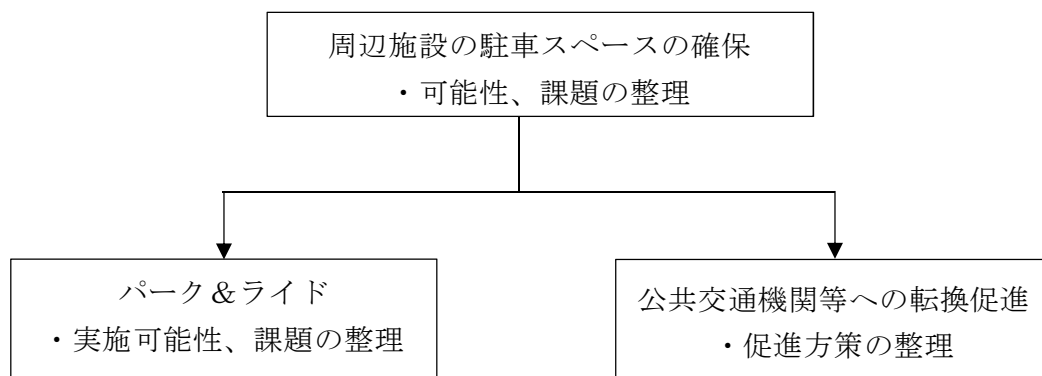 周辺施設の駐車スペースの確保
・可能性、課題の整理
パーク＆ライド
・実施可能性、課題の整理
公共交通機関等への転換促進
・促進方策の整理